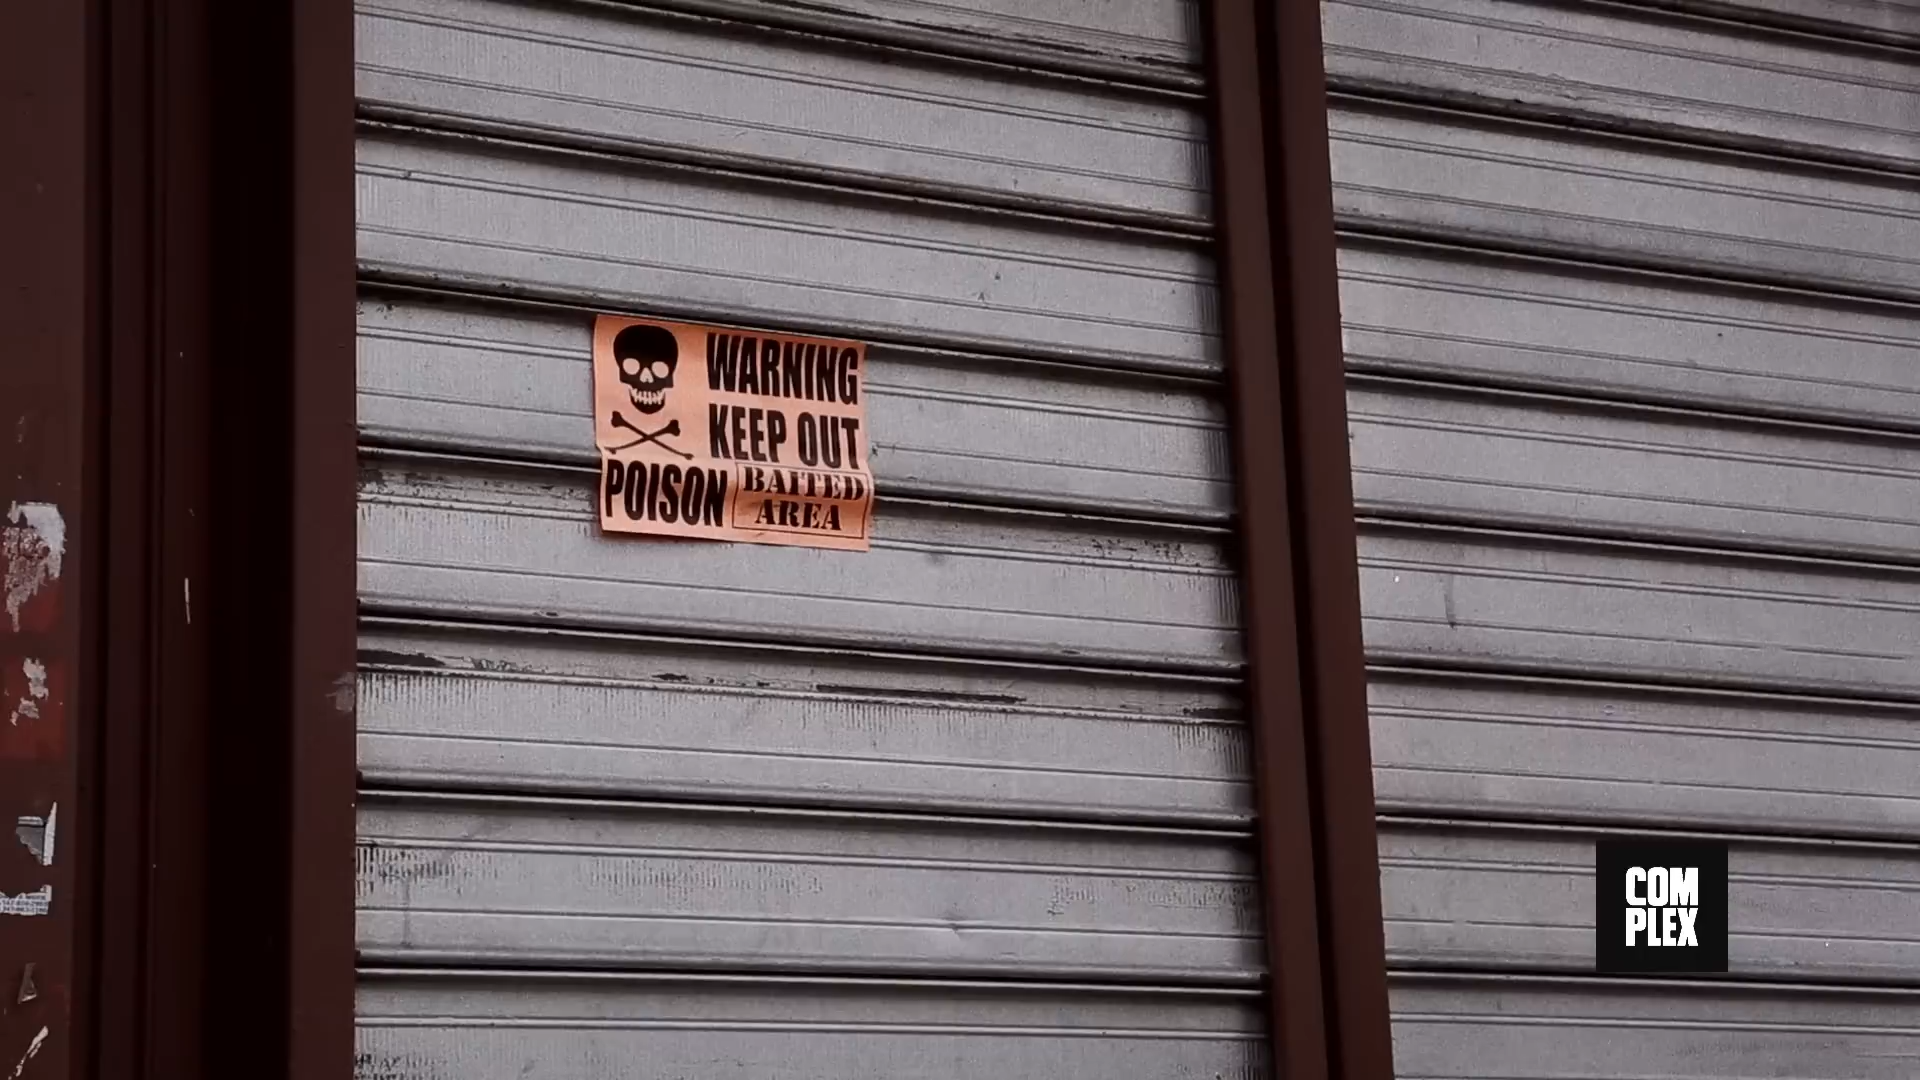 WARNING
KEEP OUT
POISON
BAITED
AREA
COM
PLEX